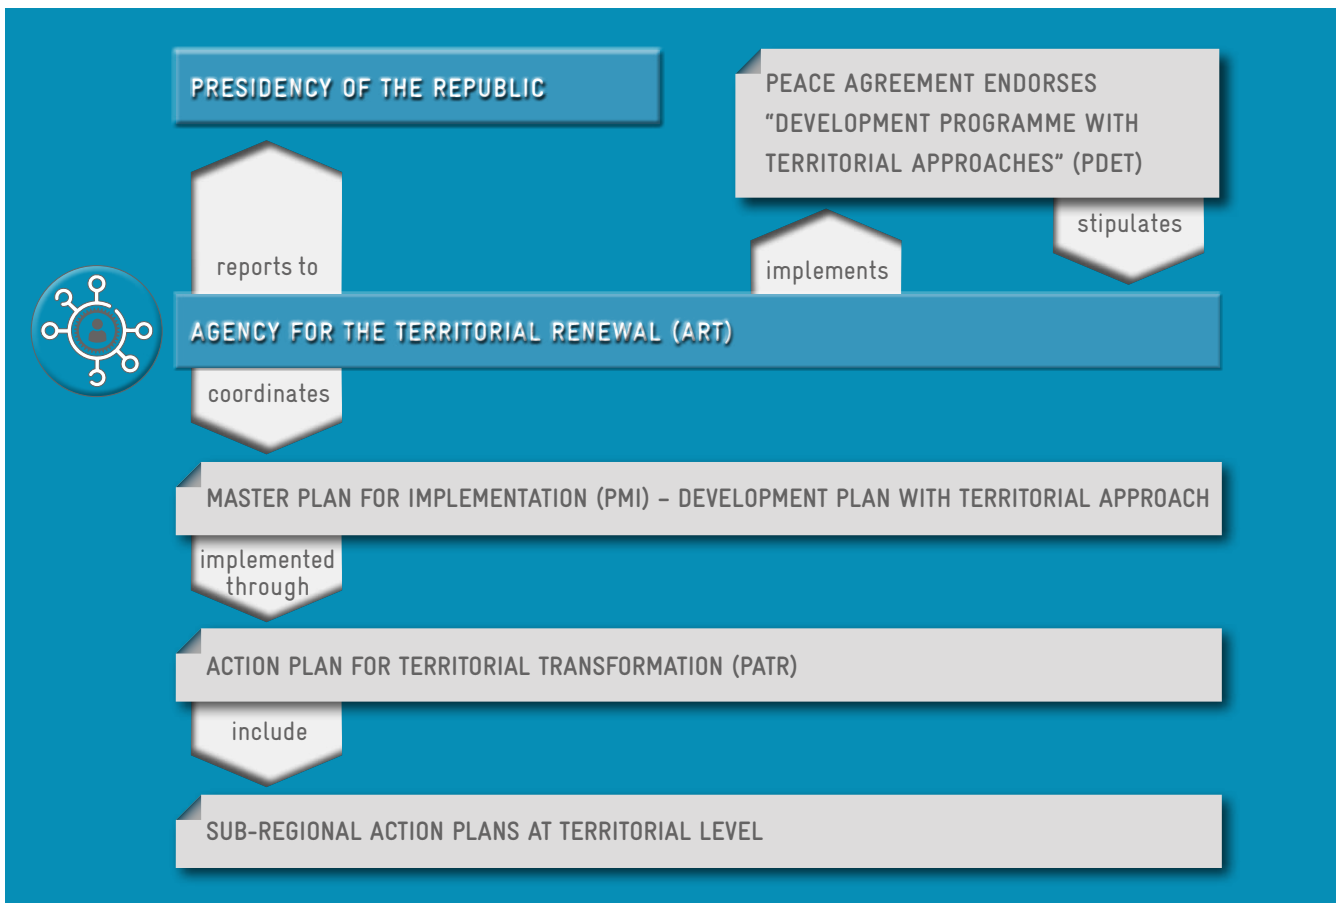 PRESIDENCY OF THE REPUBLIC
PEACE AGREEMENT ENDORSES
“DEVELOPMENT PROGRAMME WITH
TERRITORIAL APPROACHES” (PDET)
stipulates
reports to
implements
AGENCY FOR THE TERRITORIAL RENEWAL (ART)
coordinates
MASTER PLAN FOR IMPLEMENTATION (PMI) – DEVELOPMENT PLAN WITH TERRITORIAL APPROACH
implemented
through
ACTION PLAN FOR TERRITORIAL TRANSFORMATION (PATR)
include
SUB-REGIONAL ACTION PLANS AT TERRITORIAL LEVEL